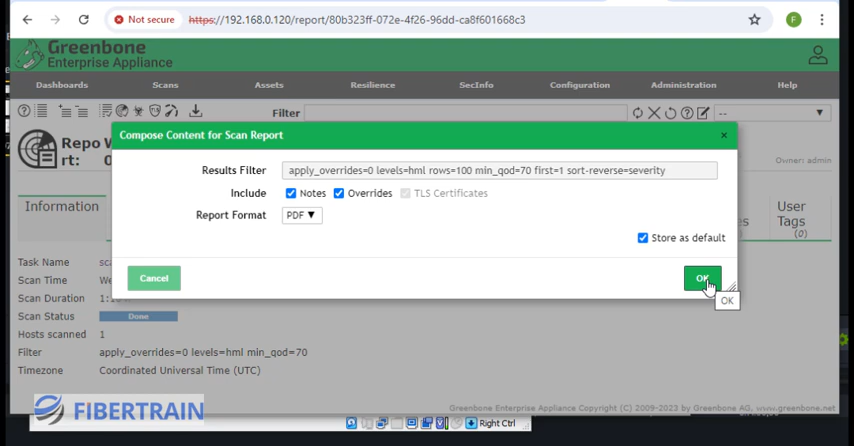 Not secure https://192.168.0.120/report/80b323ff-072e-4f26-96dd-ca8f601668c3
F
Greenbone
Enterprise Appliance
Dashboards Scans Assets Resilience SecInfo Configuration Administration Help
Filter --
Repo
rt:
Owner: admin
Compose Content for Scan Report ×
Results Filter apply_overrides=0 levels=hml rows=100 min_qod=70 first=1 sort-reverse=severity
Include Notes Overrides TLS Certificates
Report Format PDF ▼
Store as default
Cancel OK
OK
Information
User
Tags
(0)
Task Name
Scan Time
Scan Duration
Scan Status Done
Hosts scanned 1
Filter apply_overrides=0 levels=hml min_qod=70
Timezone Coordinated Universal Time (UTC)
FIBERTRAIN
Greenbone Enterprise Appliance Copyright (C) 2009-2023 by Greenbone AG, www.greenbone.net
Right Ctrl